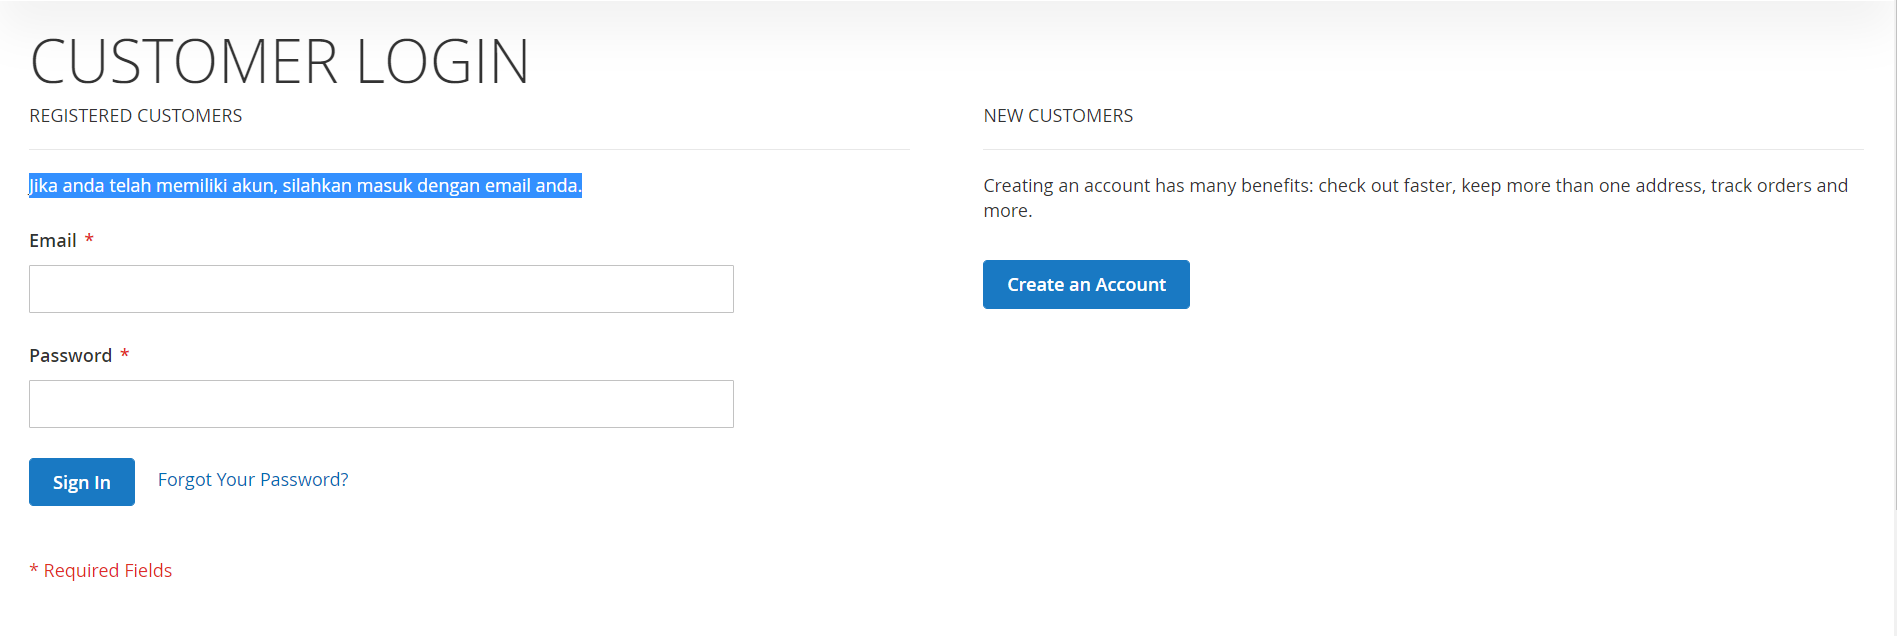 CUSTOMER LOGIN
REGISTERED CUSTOMERS
Jika anda telah memiliki akun, silahkan masuk dengan email anda.
Email *
Password *
Sign In
Forgot Your Password?
* Required Fields
NEW CUSTOMERS
Creating an account has many benefits: check out faster, keep more than one address, track orders and
more.
Create an Account